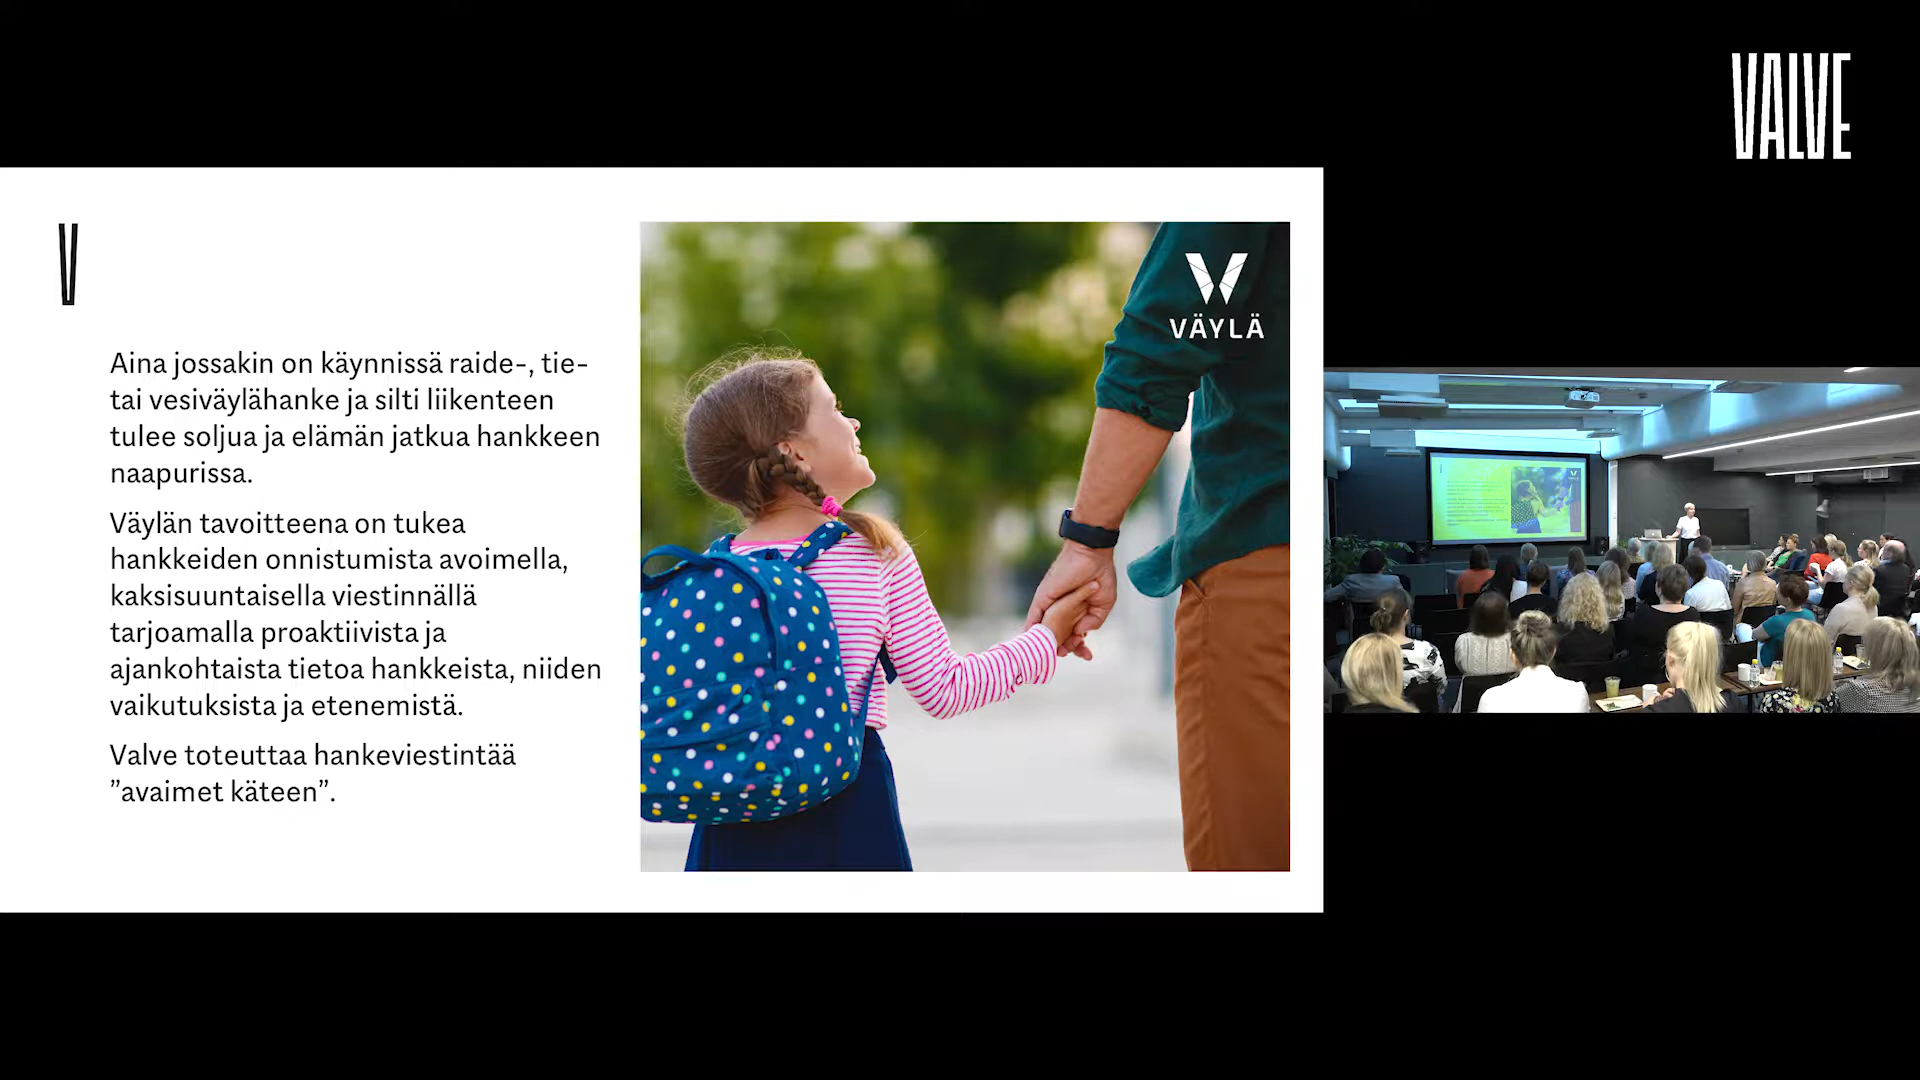 VALVE
V
VÄYLÄ
Aina jossakin on käynnissä raide-, tie-
tai vesiväylähanke ja silti liikenteen
tulee soljua ja elämän jatkua hankkeen
naapurissa.
Väylän tavoitteena on tukea
hankkeiden onnistumista avoimella,
kaksisuuntaisella viestinnällä
tarjoamalla proaktiivista ja
ajankohtaista tietoa hankkeista, niiden
vaikutuksista ja etenemistä.
Valve toteuttaa hankeviestintää
”avaimet käteen”.